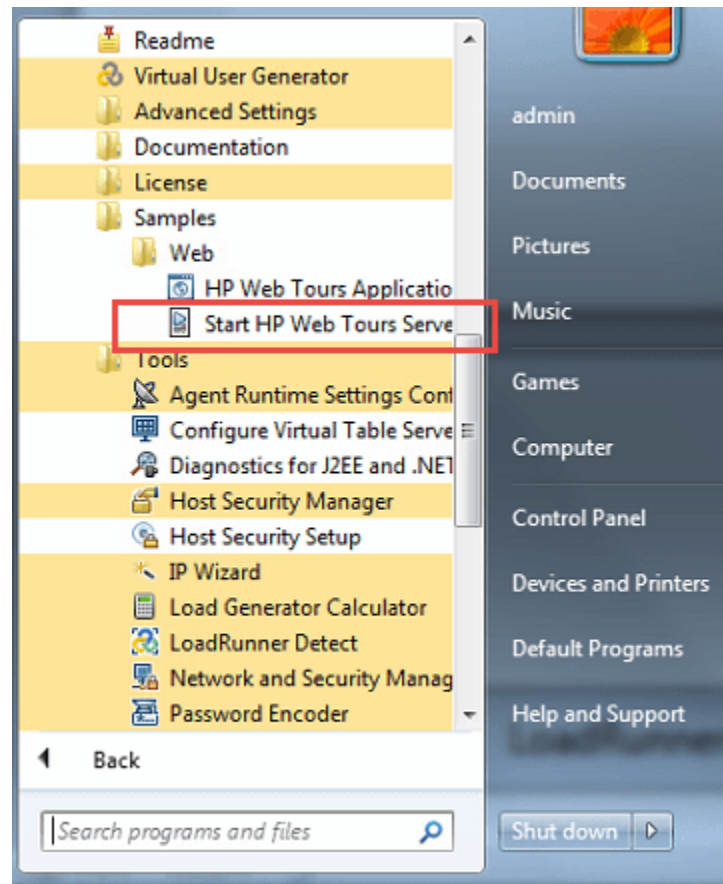 Readme
Virtual User Generator
Advanced Settings
Documentation
License
Samples
Web
HP Web Tours Applicatio
Start HP Web Tours Serve
Tools
Agent Runtime Settings Conf
Configure Virtual Table Serve
Diagnostics for J2EE and .NET
Host Security Manager
Host Security Setup
IP Wizard
Load Generator Calculator
LoadRunner Detect
Network and Security Manag
Password Encoder
Back
Search programs and files
admin
Documents
Pictures
Music
Games
Computer
Control Panel
Devices and Printers
Default Programs
Help and Support
Shut down